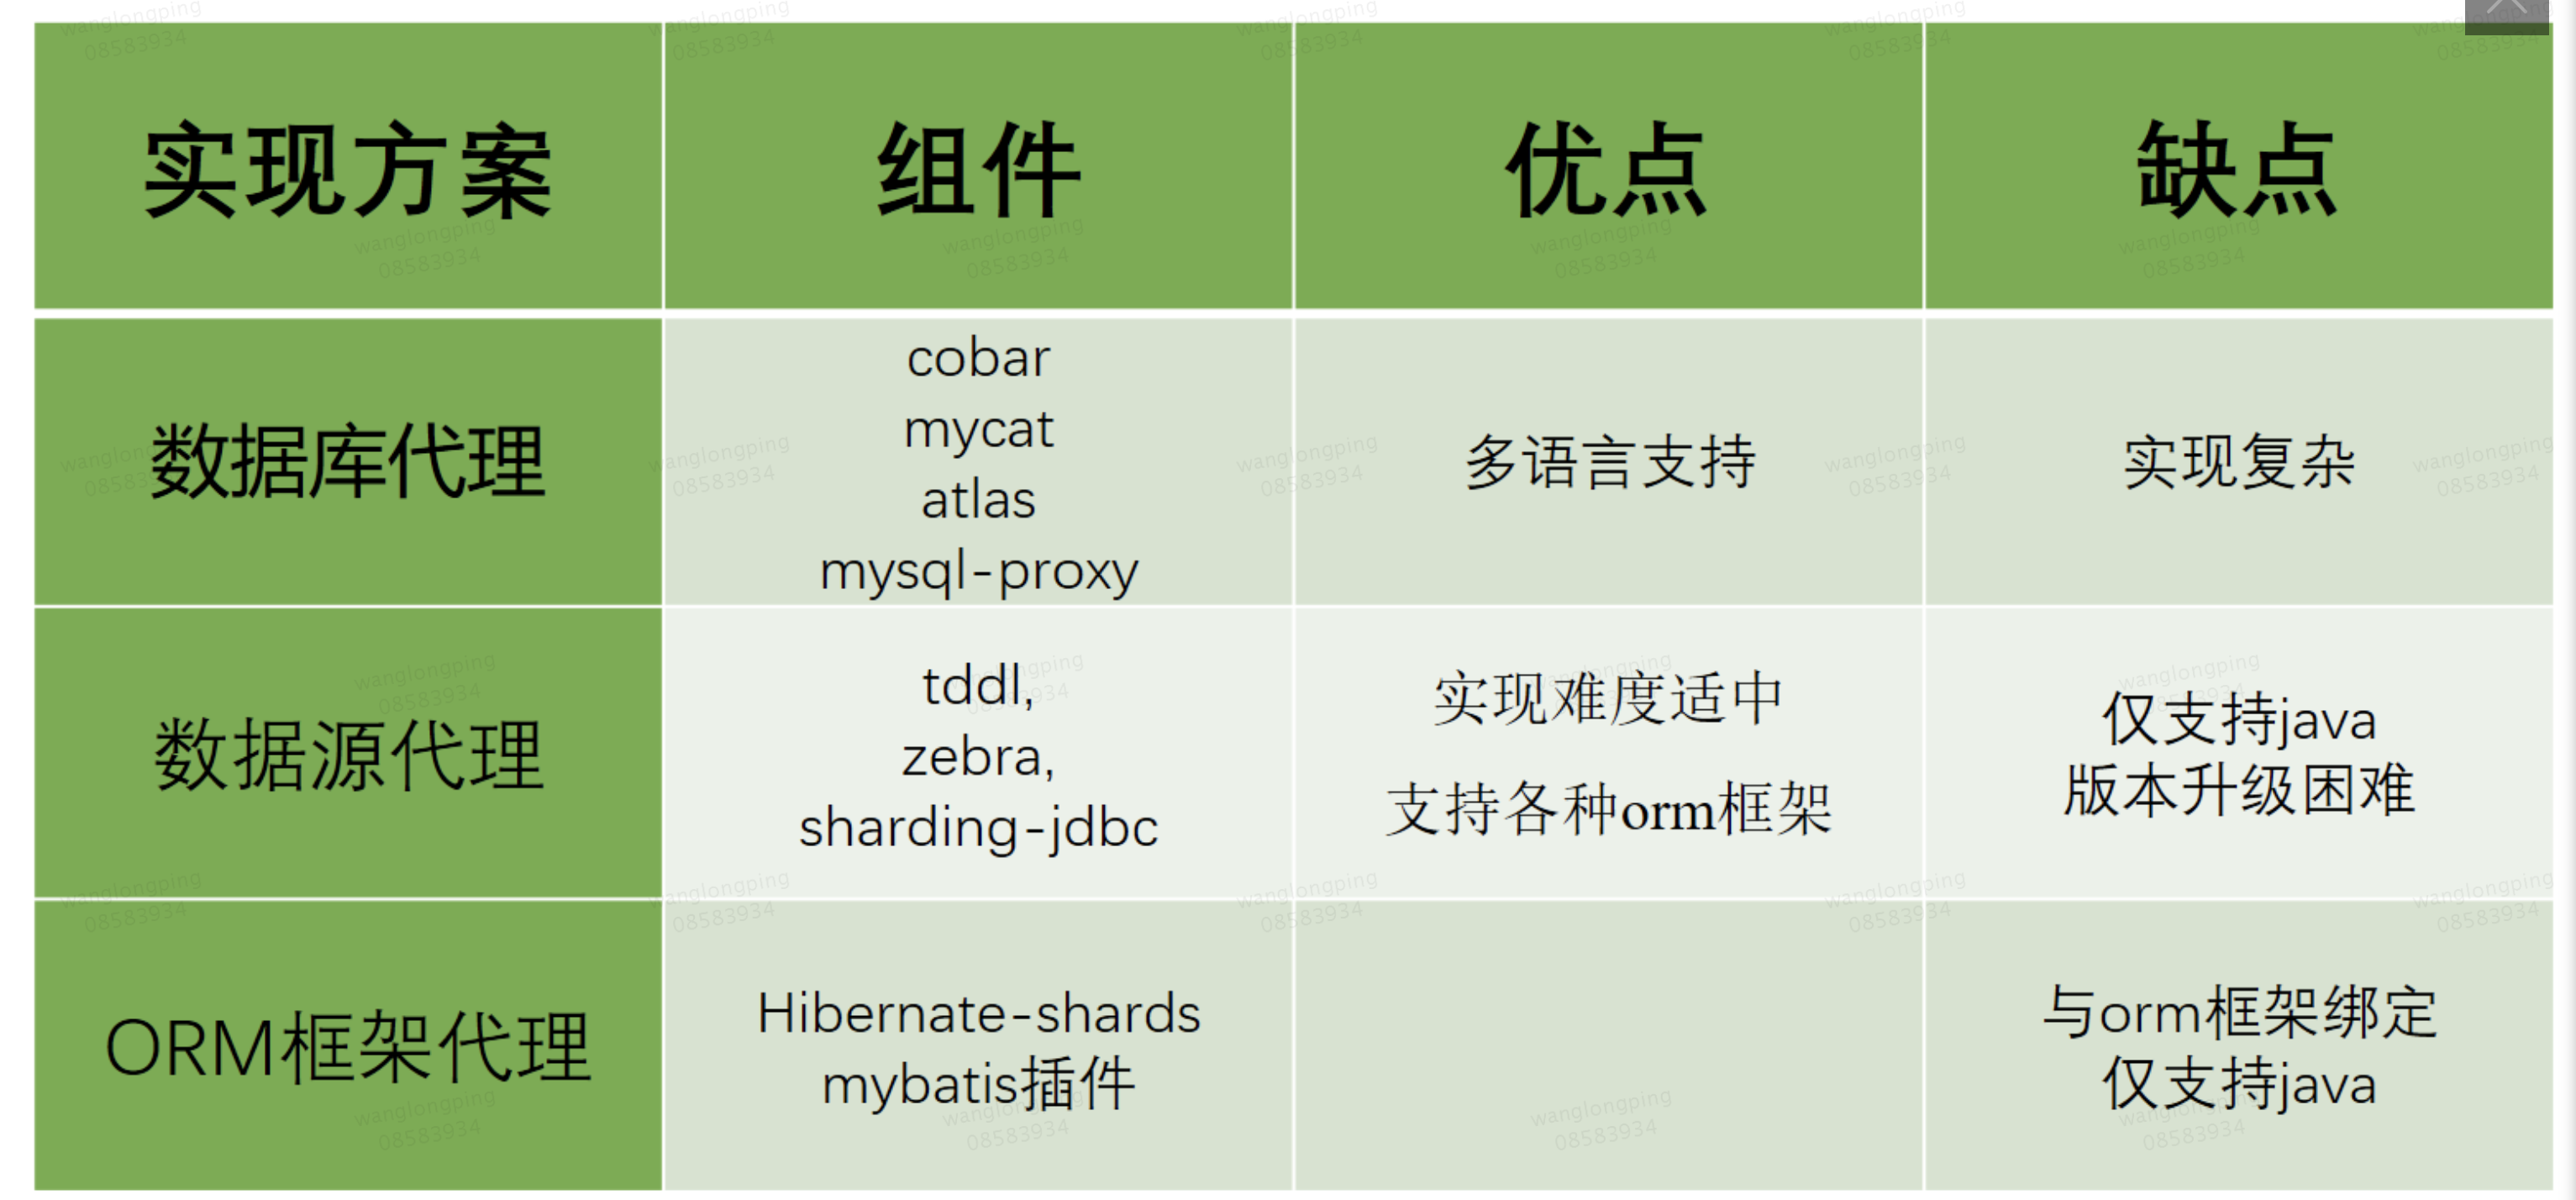 实现方案
组件
优点
缺点
数据库代理
cobar
mycat
atlas
mysql-proxy
多语言支持
实现复杂
数据源代理
tddl,
zebra,
sharding-jdbc
实现难度适中
支持各种orm框架
仅支持java
版本升级困难
ORM框架代理
Hibernate-shards
mybatis插件
与orm框架绑定
仅支持java
wanglongping
08583934